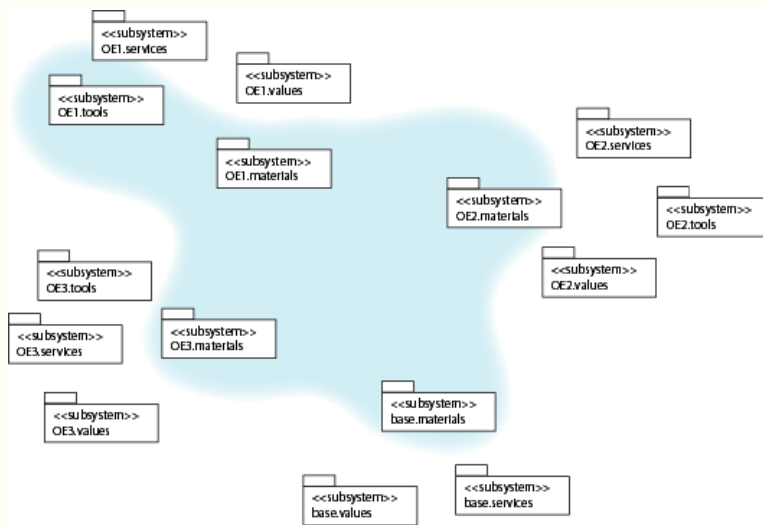 <<subsystem>>
OE1.services
<<subsystem>>
OE1.tools
<<subsystem>>
OE1.values
<<subsystem>>
OE1.materials
<<subsystem>>
OE2.services
<<subsystem>>
OE2.materials
<<subsystem>>
OE2.tools
<<subsystem>>
OE2.values
<<subsystem>>
OE3.tools
<<subsystem>>
OE3.services
<<subsystem>>
OE3.materials
<<subsystem>>
OE3.values
<<subsystem>>
base.materials
<<subsystem>>
base.values
<<subsystem>>
base.services